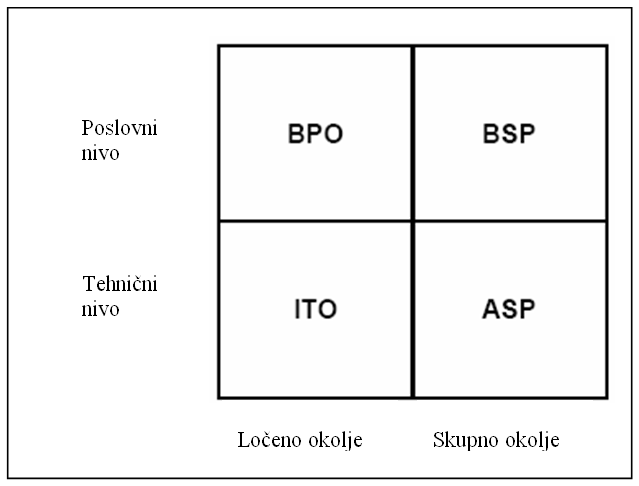 Poslovni
nivo
BPO
BSP
Tehnični
nivo
ITO
ASP
Ločeno okolje
Skupno okolje